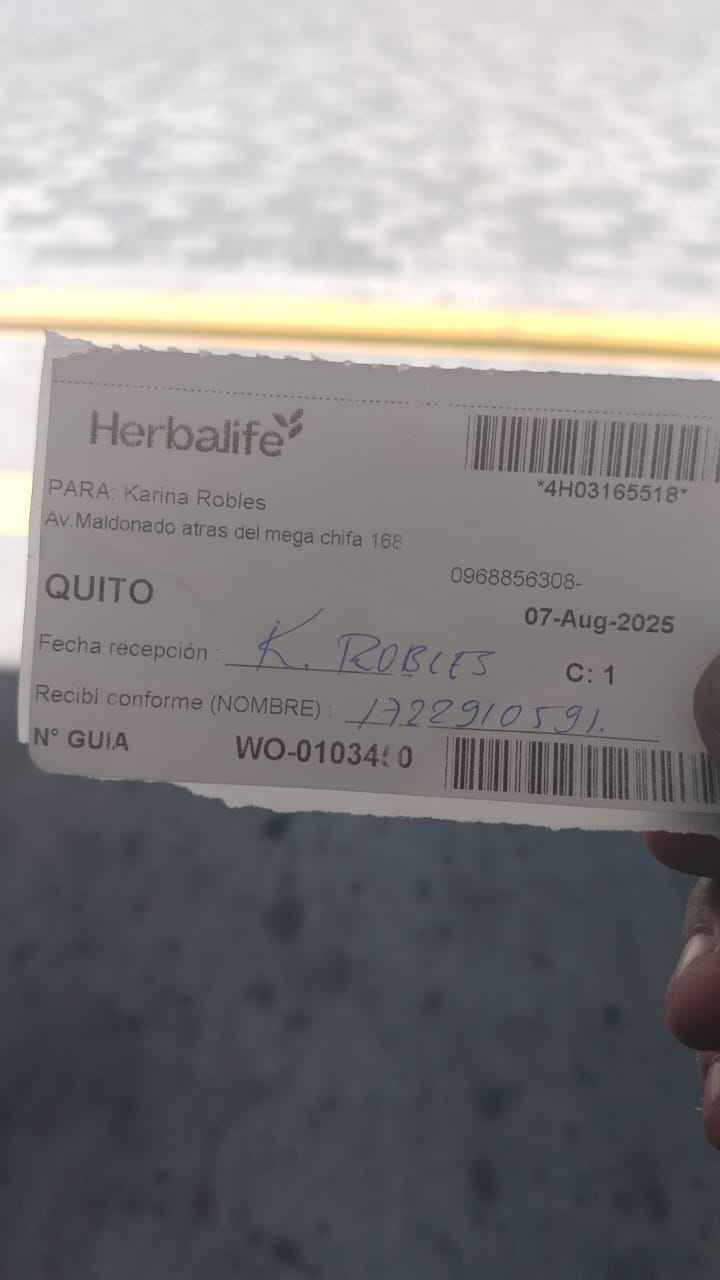 Herbalife
*4H03165518*
PARA: Karina Robles
Av.Maldonado atras del mega chifa 168
0968856308-
QUITO
07-Aug-2025
Fecha recepción : K. ROBLES
C: 1
Recibí conforme (NOMBRE) : 1722910591.
N° GUIA